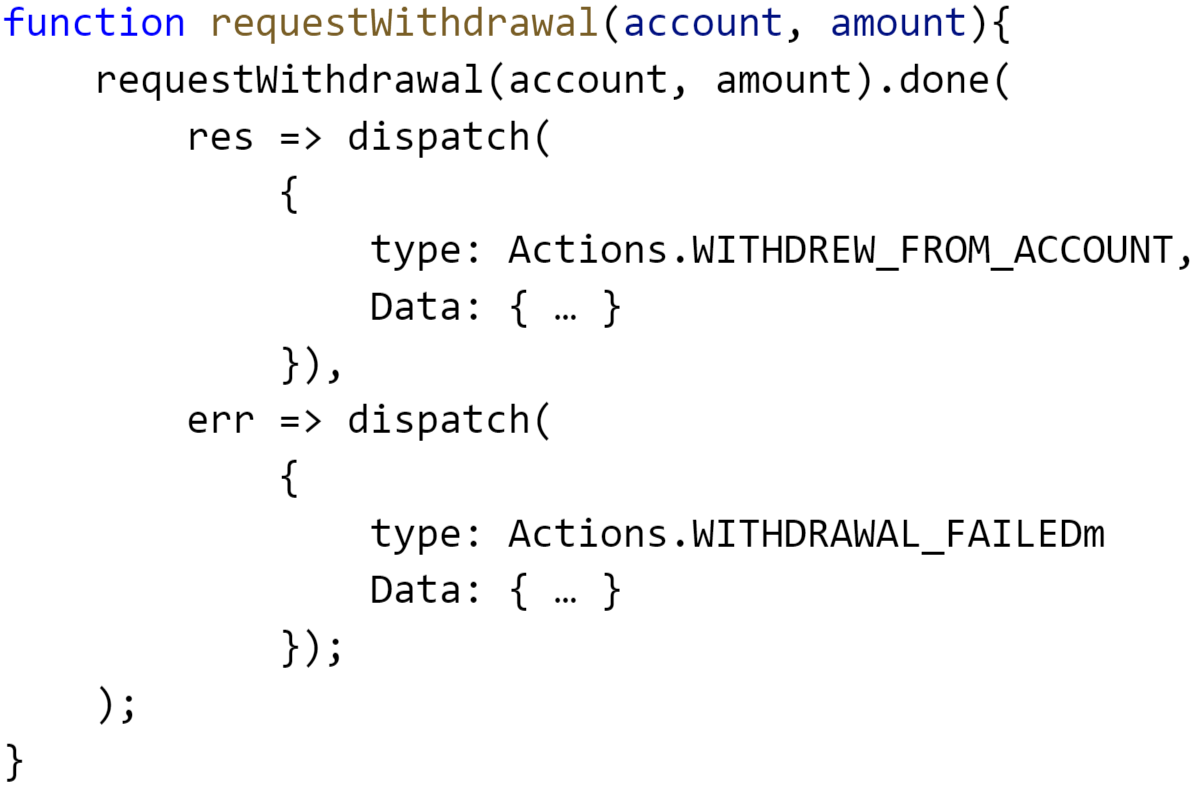 function requestWithdrawal(account, amount){
    requestWithdrawal(account, amount).done(
        res => dispatch(
            {
                type: Actions.WITHDREW_FROM_ACCOUNT,
                Data: { … }
            }),
        err => dispatch(
            {
                type: Actions.WITHDRAWAL_FAILEDm
                Data: { … }
            });
    );
}